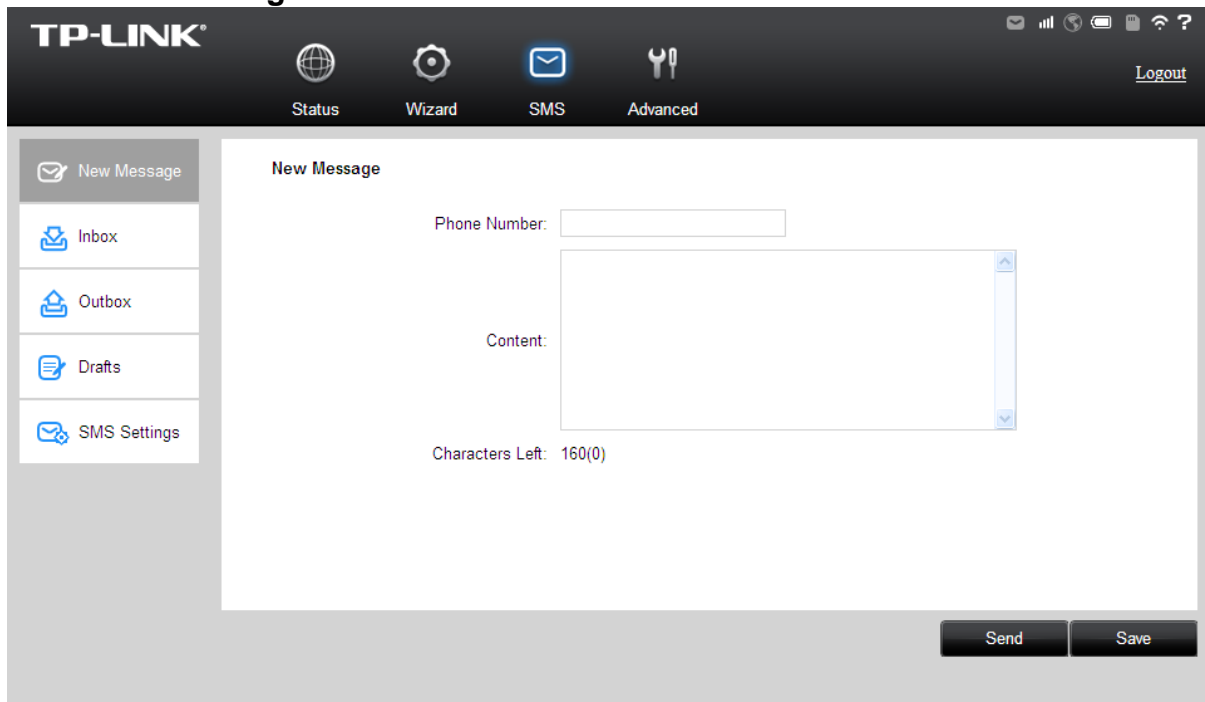 TP-LINK®
Logout
Status Wizard SMS Advanced
New Message
Inbox
Outbox
Drafts
SMS Settings
New Message
Phone Number:
Content:
Characters Left: 160(0)
Send Save